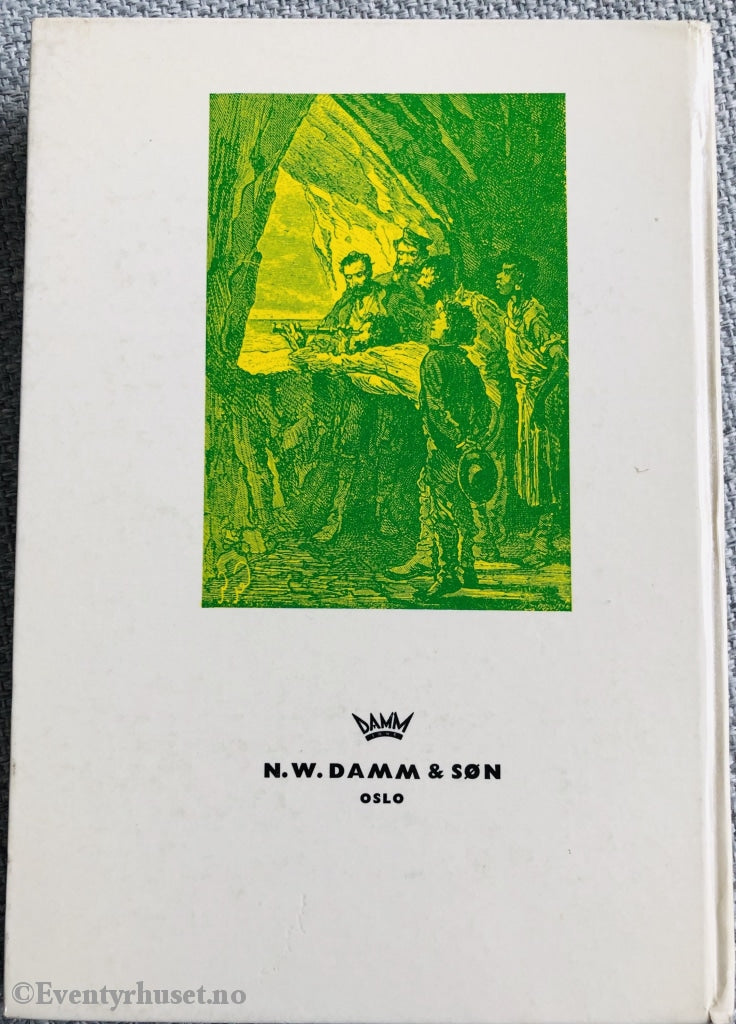 DAMM
N.W. DAMM & SØN
OSLO
©Eventyrhuset.no